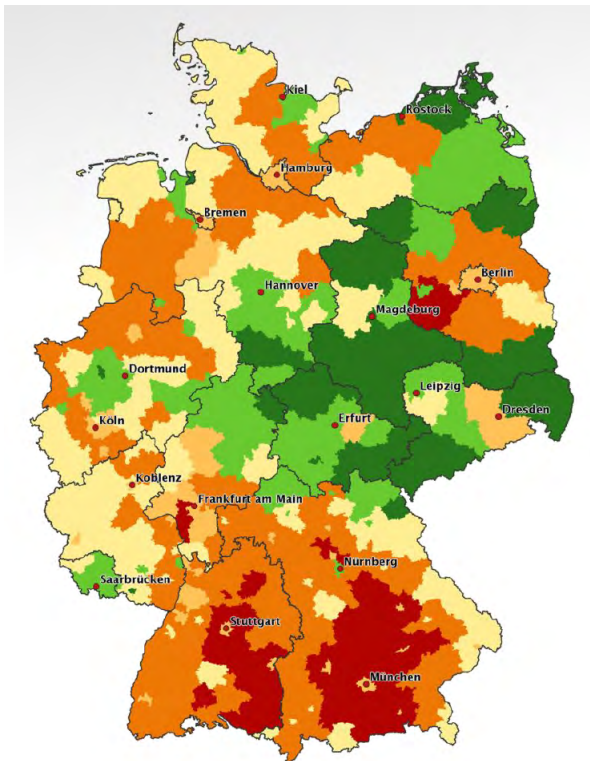 Kiel
Rostock
Hamburg
Bremen
Berlin
Hannover
Magdeburg
Dortmund
Leipzig
Dresden
Köln
Erfurt
Koblenz
Frankfurt am Main
Nürnberg
Saarbrücken
Stuttgart
München